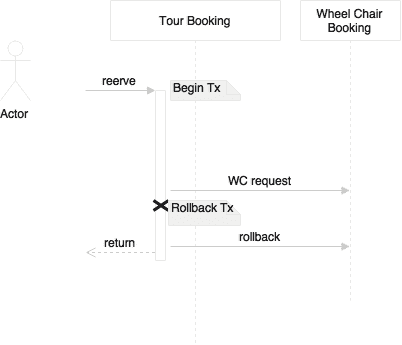 Tour Booking
Wheel Chair
Booking
reerve
Begin Tx
Actor
WC request
Rollback Tx
return
rollback